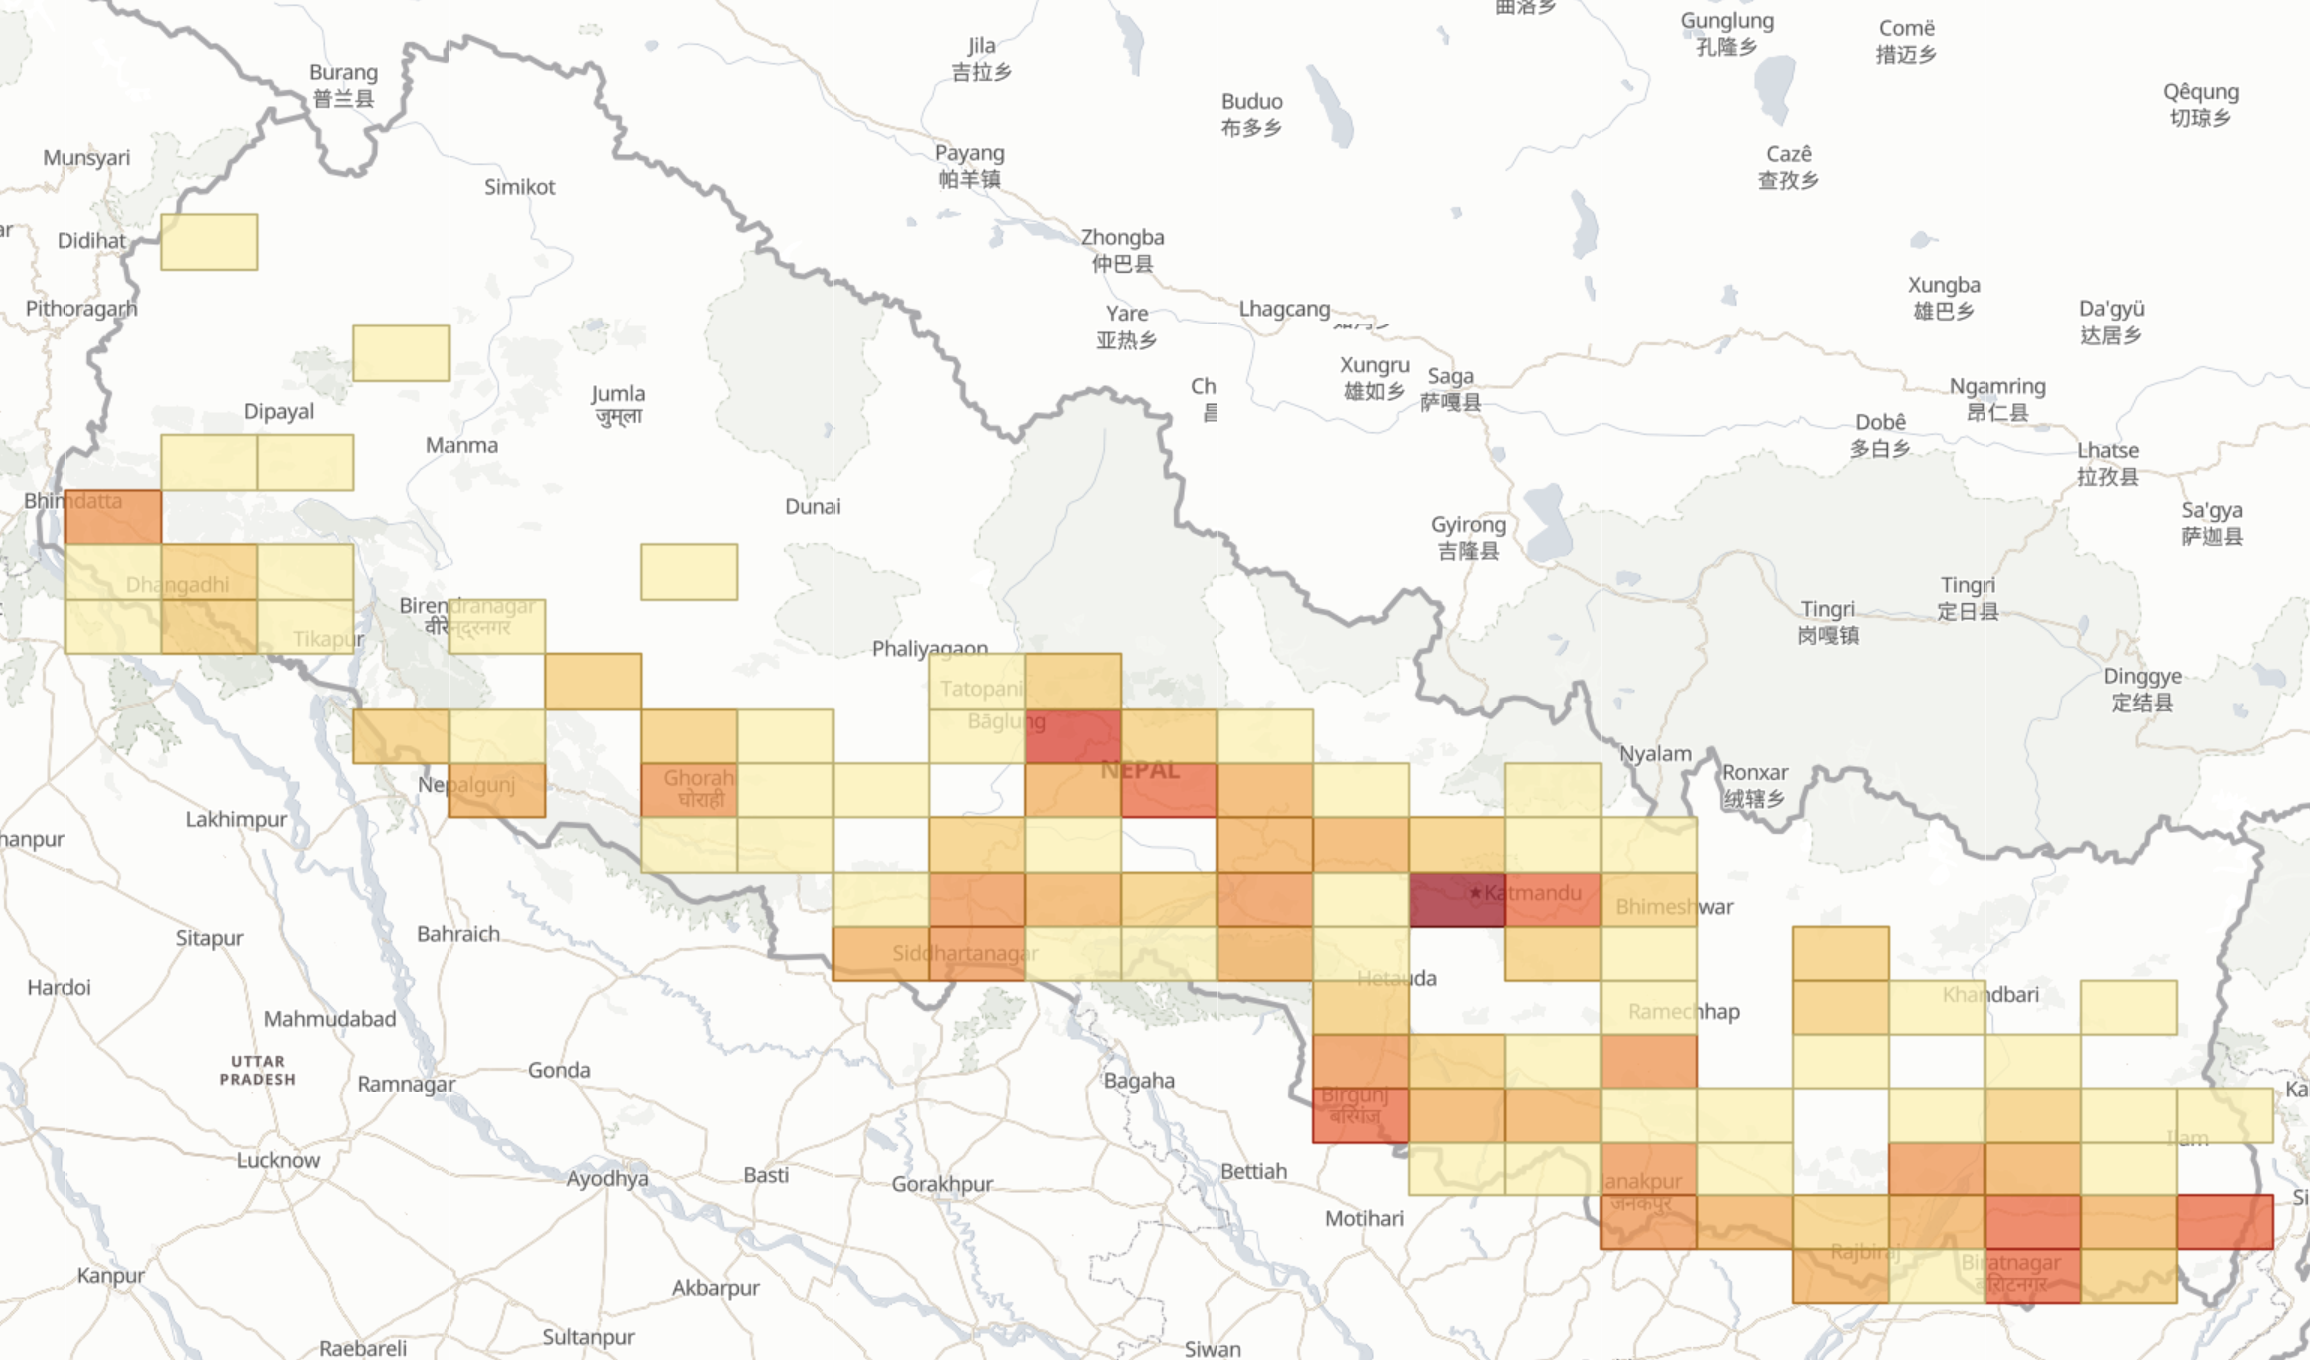 曲洛乡
Gunglung
孔隆乡
Comë
措迈乡
Jila
吉拉乡
Burang
普兰县
Buduo
布多乡
Qêqung
切琼乡
Munsyari
Payang
帕羊镇
Cazê
查孜乡
Simikot
Didihat
Zhongba
仲巴县
Pithoragarh
Yare
亚热乡
Lhagcang
Xungba
雄巴乡
Da'gyü
达居乡
Xungru
雄如乡
Saga
萨嘎县
Ch
Ngamring
昂仁县
Jumla
जुम्ला
Dipayal
Manma
Dobê
多白乡
Lhatse
拉孜县
Bhimdatta
Dunai
Gyirong
吉隆县
Sa'gya
萨迦县
Dhangadhi
Birendranagar
वीरेन्द्रनगर
Tikapur
Tingri
定日县
Tingri
岗嘎镇
Phaliyagaon
Tatopani
Bāglung
Dinggye
定结县
Nyalam
NEPAL
Ronxar
绒辖乡
Nepalgunj
Ghorah
घोराही
Lakhimpur
hanpur
Katmandu
Bhimeshwar
Sitapur
Bahraich
Siddhartanagar
Hetauda
Hardoi
Khandbari
Mahmudabad
Ramechhap
UTTAR
PRADESH
Ramnagar
Gonda
Bagaha
Birgunj
बीरगंज
Ka
Ilam
Lucknow
Ayodhya
Basti
Gorakhpur
Bettiah
anakpur
जनकपुर
Si
Motihari
Rajbiraj
Biratnagar
बिराटनगर
Kanpur
Akbarpur
Raebareli
Sultanpur
Siwan